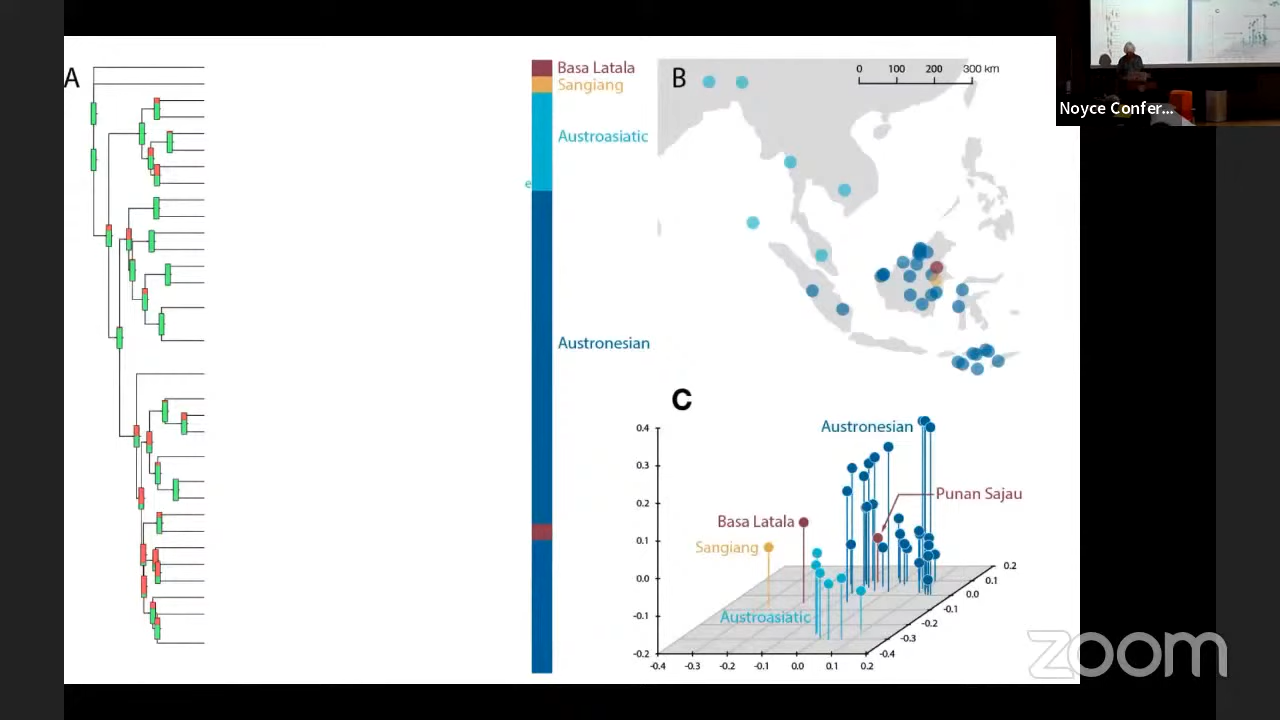 A
Basa Latala
Sangiang
Austroasiatic
e
Austronesian
B
0 100 200 300 km
C
0.4
0.3
0.2
0.1
0.0
-0.1
-0.2
Austronesian
Punan Sajau
Basa Latala
Sangiang
Austroasiatic
0.2
0.1
0.0
-0.1
-0.2
-0.3
-0.4
-0.4 -0.3 -0.2 -0.1 0.0 0.1 0.2
Noyce Confer...
zoom